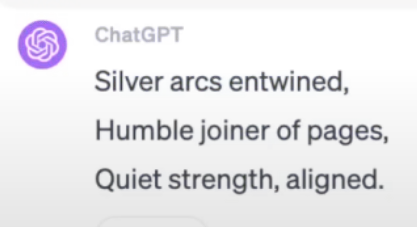 ChatGPT
Silver arcs entwined,
Humble joiner of pages,
Quiet strength, aligned.